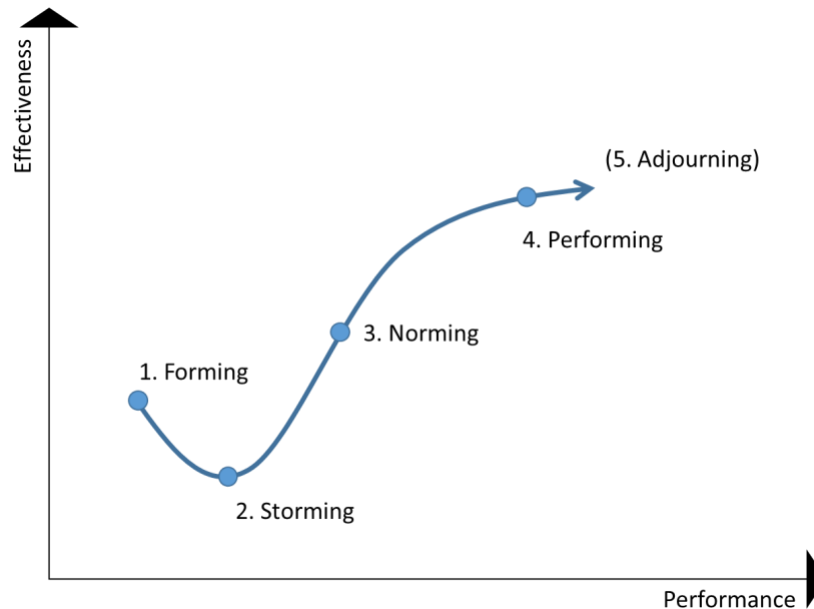 Effectiveness
(5. Adjourning)
4. Performing
3. Norming
1. Forming
2. Storming
Performance